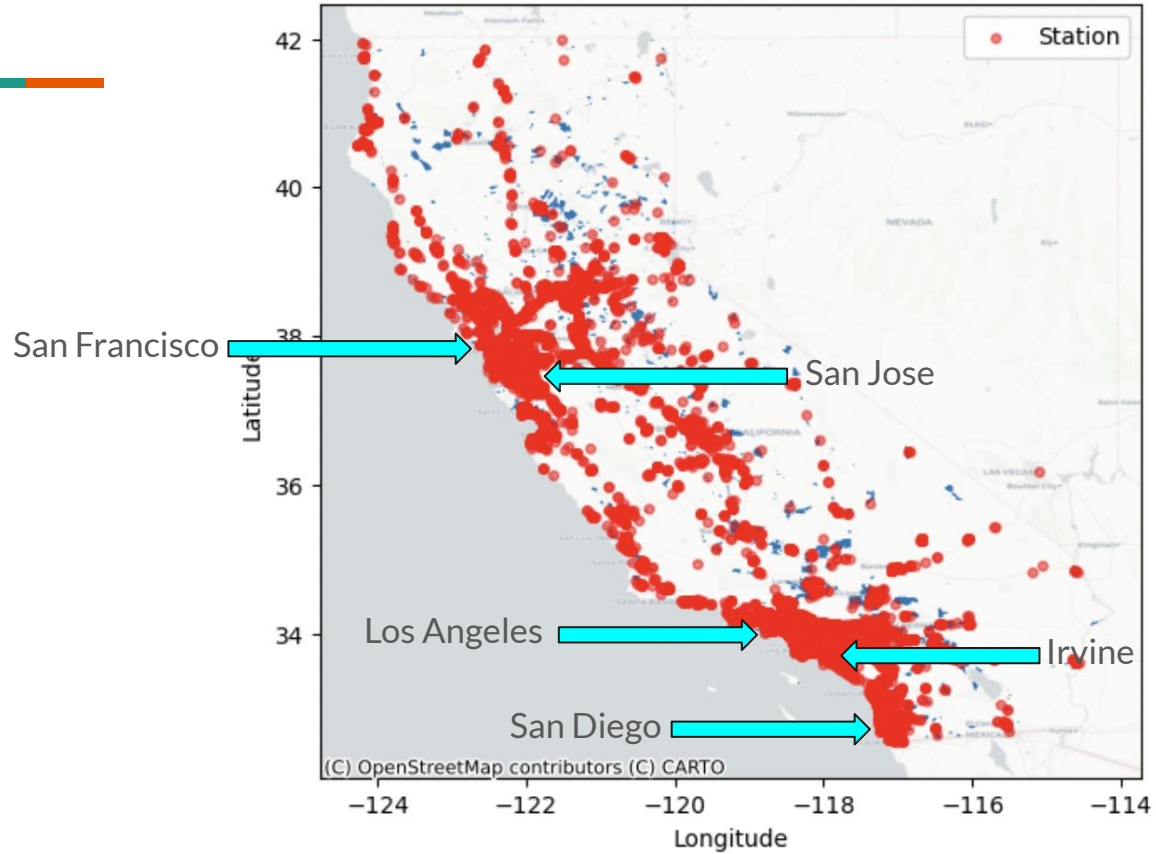 42
Station
40
NEVADA
38
San Francisco
San Jose
Latitude
CALIFORNIA
LAS VEGAS
36
34
Los Angeles
Irvine
San Diego
(C) OpenStreetMap contributors (C) CARTO
−124 −122 −120 −118 −116 −114
Longitude